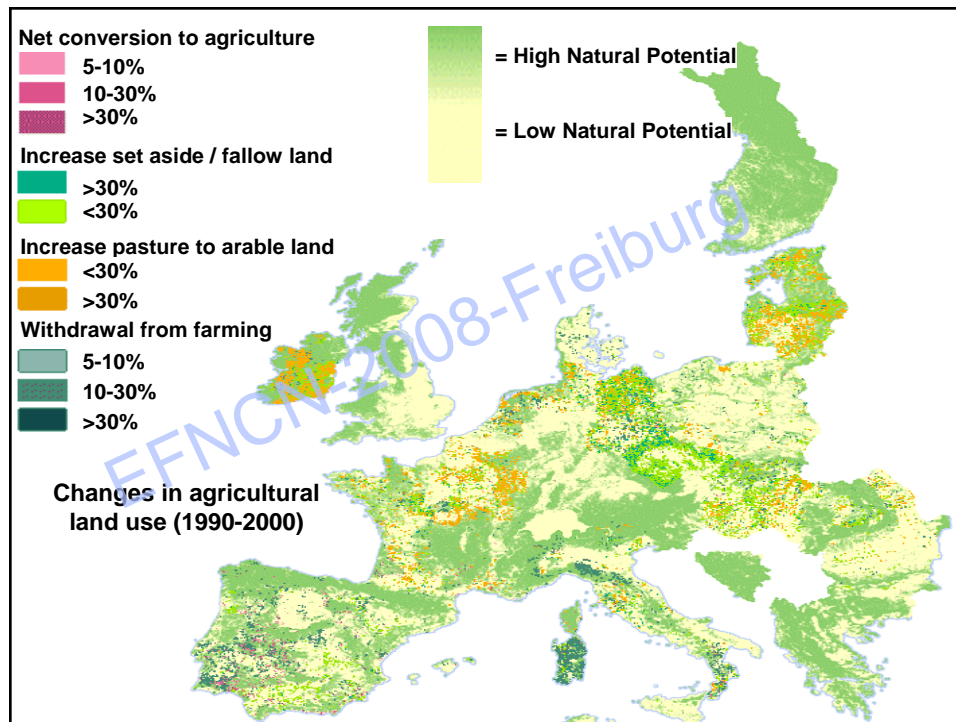 Net conversion to agriculture
5-10%
10-30%
>30%
Increase set aside / fallow land
>30%
<30%
Increase pasture to arable land
<30%
>30%
Withdrawal from farming
5-10%
10-30%
>30%
= High Natural Potential
= Low Natural Potential
EFNCN-2008-Freiburg
Changes in agricultural
land use (1990-2000)